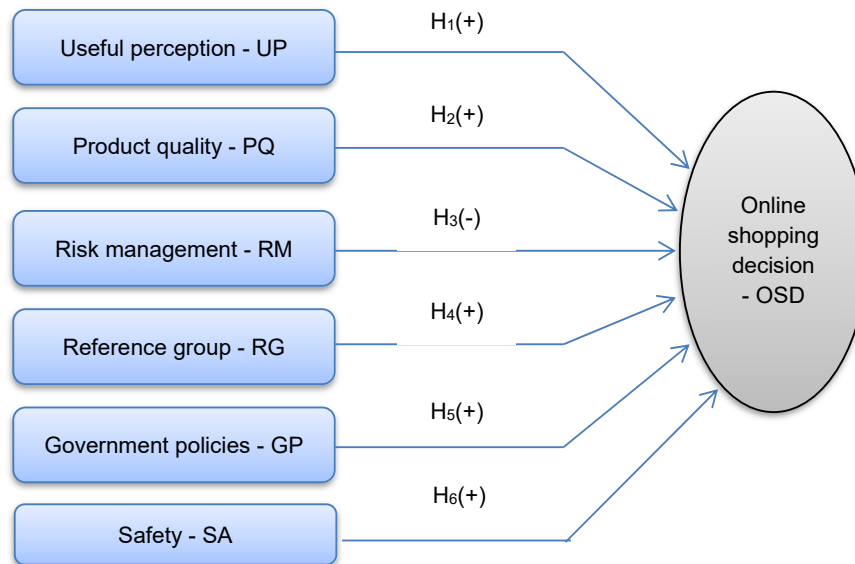 Useful perception - UP
H₁(+)
Product quality - PQ
H₂(+)
Risk management - RM
H₃(-)
Reference group - RG
H₄(+)
Government policies - GP
H₅(+)
Safety - SA
H₆(+)
Online
shopping
decision
- OSD